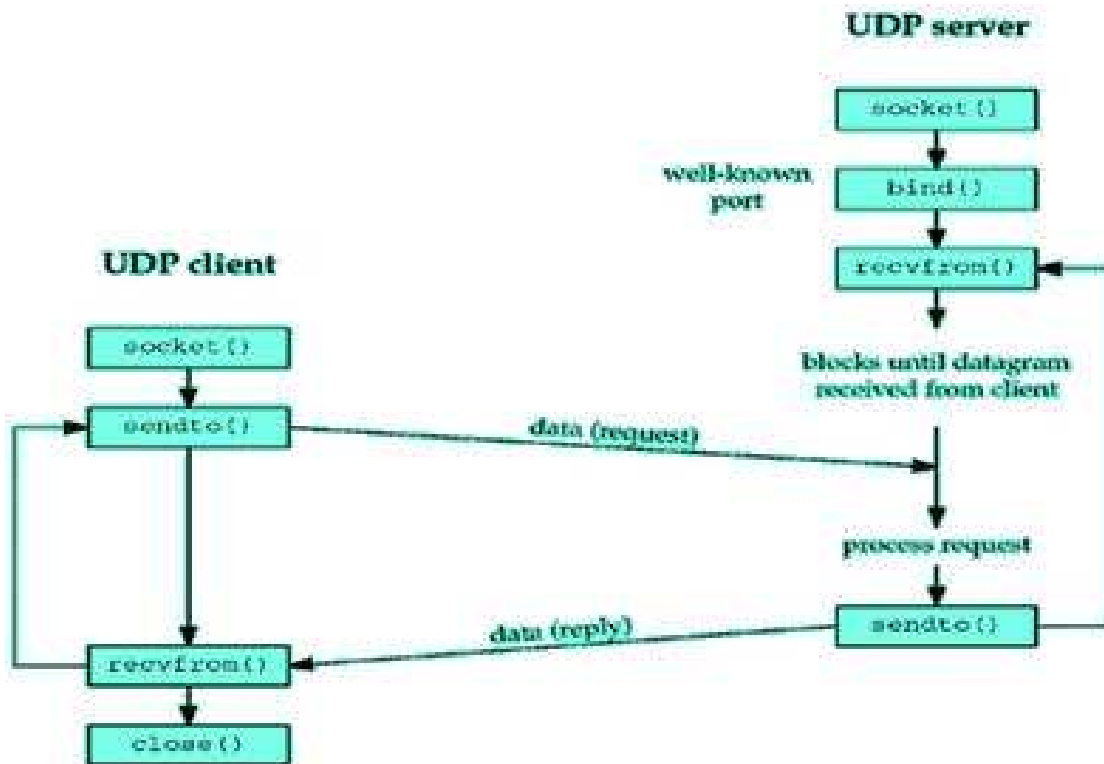 UDP server
socket()
bind()
well-known
port
recvfrom()
blocks until datagram
received from client
process request
sendto()
UDP client
socket()
sendto()
data (request)
data (reply)
recvfrom()
close()